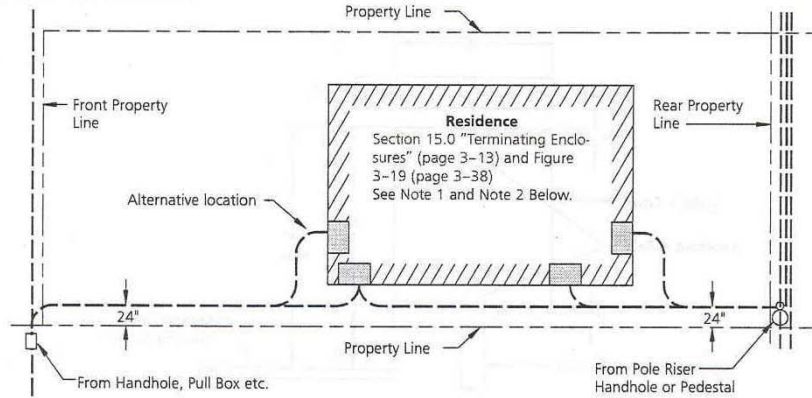 Property Line
Front Property
Line
Residence
Section 15.0 "Terminating Enclo-
sures" (page 3–13) and Figure
3–19 (page 3–38)
See Note 1 and Note 2 Below.
Rear Property
Line
Alternative location
24"
24"
Property Line
From Handhole, Pull Box etc.
From Pole Riser
Handhole or Pedestal